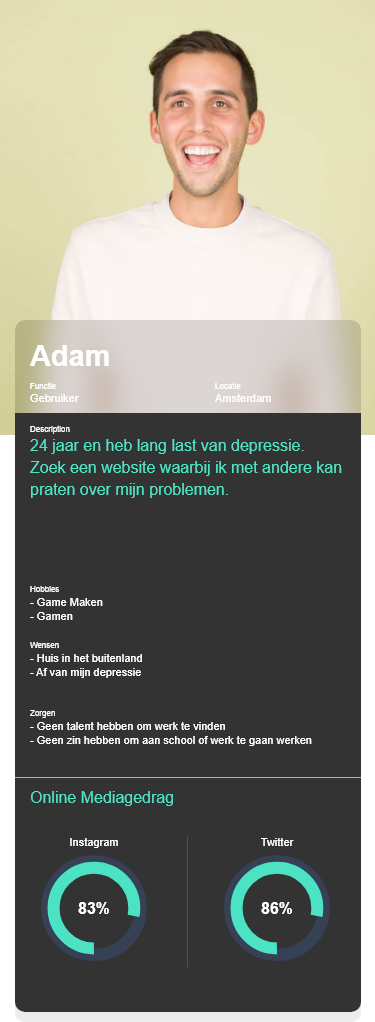 Adam
Functie
Gebruiker
Locatie
Amsterdam
Description
24 jaar en heb lang last van depressie.
Zoek een website waarbij ik met andere kan
praten over mijn problemen.
Hobbies
- Game Maken
- Gamen
Wensen
- Huis in het buitenland
- Af van mijn depressie
Zorgen
- Geen talent hebben om werk te vinden
- Geen zin hebben om aan school of werk te gaan werken
Online Mediagedrag
Instagram
Twitter
83%
86%